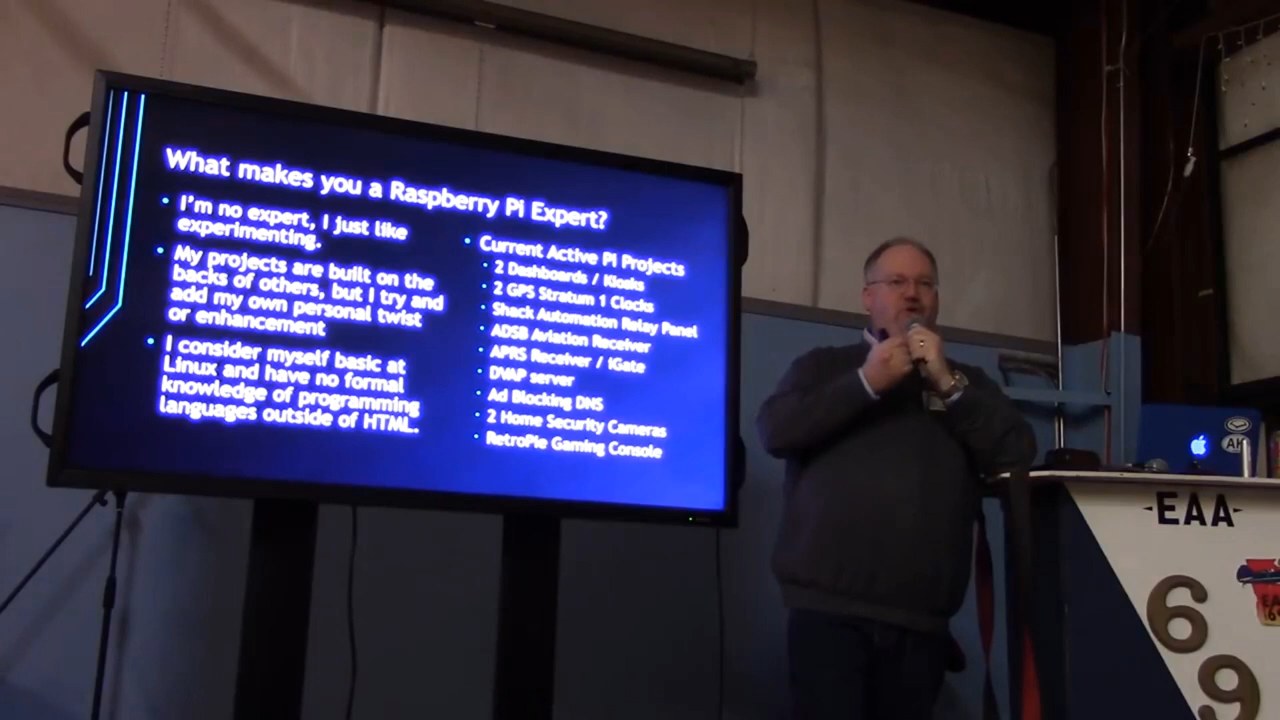 What makes you a Raspberry Pi Expert?
• I'm no expert, I just like
experimenting.
• My projects are built on the
backs of others, but I try and
add my own personal twist
or enhancement
• I consider myself basic at
Linux and have no formal
knowledge of programming
languages outside of HTML.
• Current Active Pi Projects
• 2 Dashboards / Kiosks
• 2 GPS Stratum 1 Clocks
• Shack Automation Relay Panel
• ADSB Aviation Receiver
• APRS Receiver / iGate
• DVAP server
• Ad Blocking DNS
• 2 Home Security Cameras
• RetroPie Gaming Console
AK
-EAA-
69